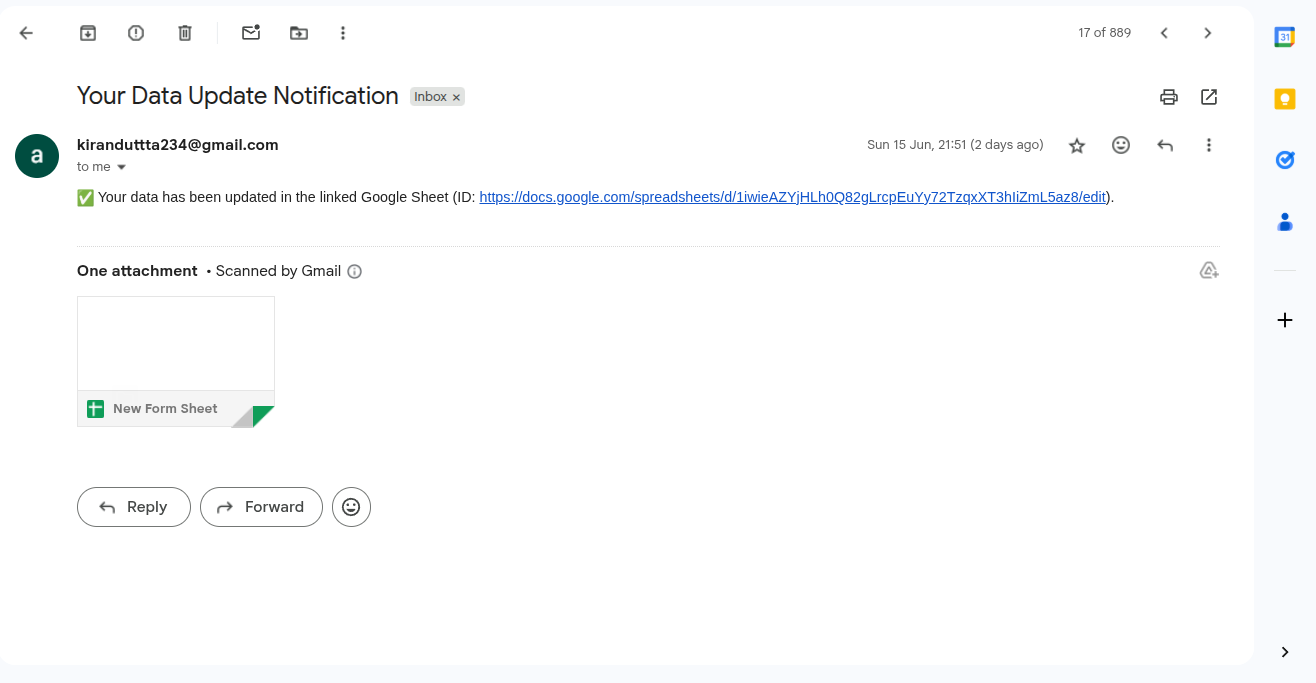 17 of 889
Your Data Update Notification Inbox ×
a
kiranduttta234@gmail.com
Sun 15 Jun, 21:51 (2 days ago)
to me
✅ Your data has been updated in the linked Google Sheet (ID: https://docs.google.com/spreadsheets/d/1iwieAZYjHLh0Q82gLrcpEuYy72TzqxXT3hIiZmL5az8/edit).
One attachment • Scanned by Gmail
New Form Sheet
Reply
Forward
31